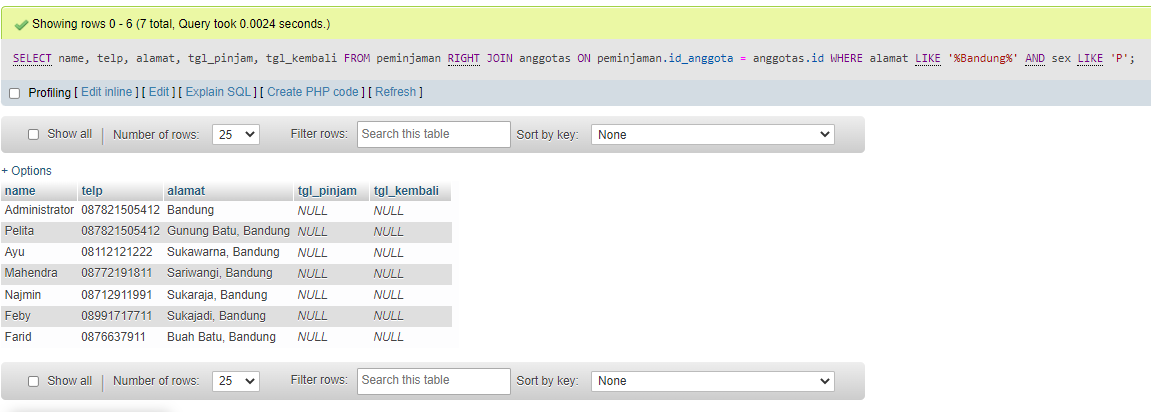 Showing rows 0 - 6 (7 total, Query took 0.0024 seconds.)
SELECT name, telp, alamat, tgl_pinjam, tgl_kembali FROM peminjaman RIGHT JOIN anggotas ON peminjaman.id_anggota = anggotas.id WHERE alamat LIKE '%Bandung%' AND sex LIKE 'P';
Profiling [ Edit inline ] [ Edit ] [ Explain SQL ] [ Create PHP code ] [ Refresh ]
Show all Number of rows: 25 Filter rows: Search this table Sort by key: None
+ Options
name telp alamat tgl_pinjam tgl_kembali
Administrator 087821505412 Bandung NULL NULL
Pelita 087821505412 Gunung Batu, Bandung NULL NULL
Ayu 08112121222 Sukawarna, Bandung NULL NULL
Mahendra 08772191811 Sariwangi, Bandung NULL NULL
Najmin 08712911991 Sukaraja, Bandung NULL NULL
Feby 08991717711 Sukajadi, Bandung NULL NULL
Farid 0876637911 Buah Batu, Bandung NULL NULL
Show all Number of rows: 25 Filter rows: Search this table Sort by key: None